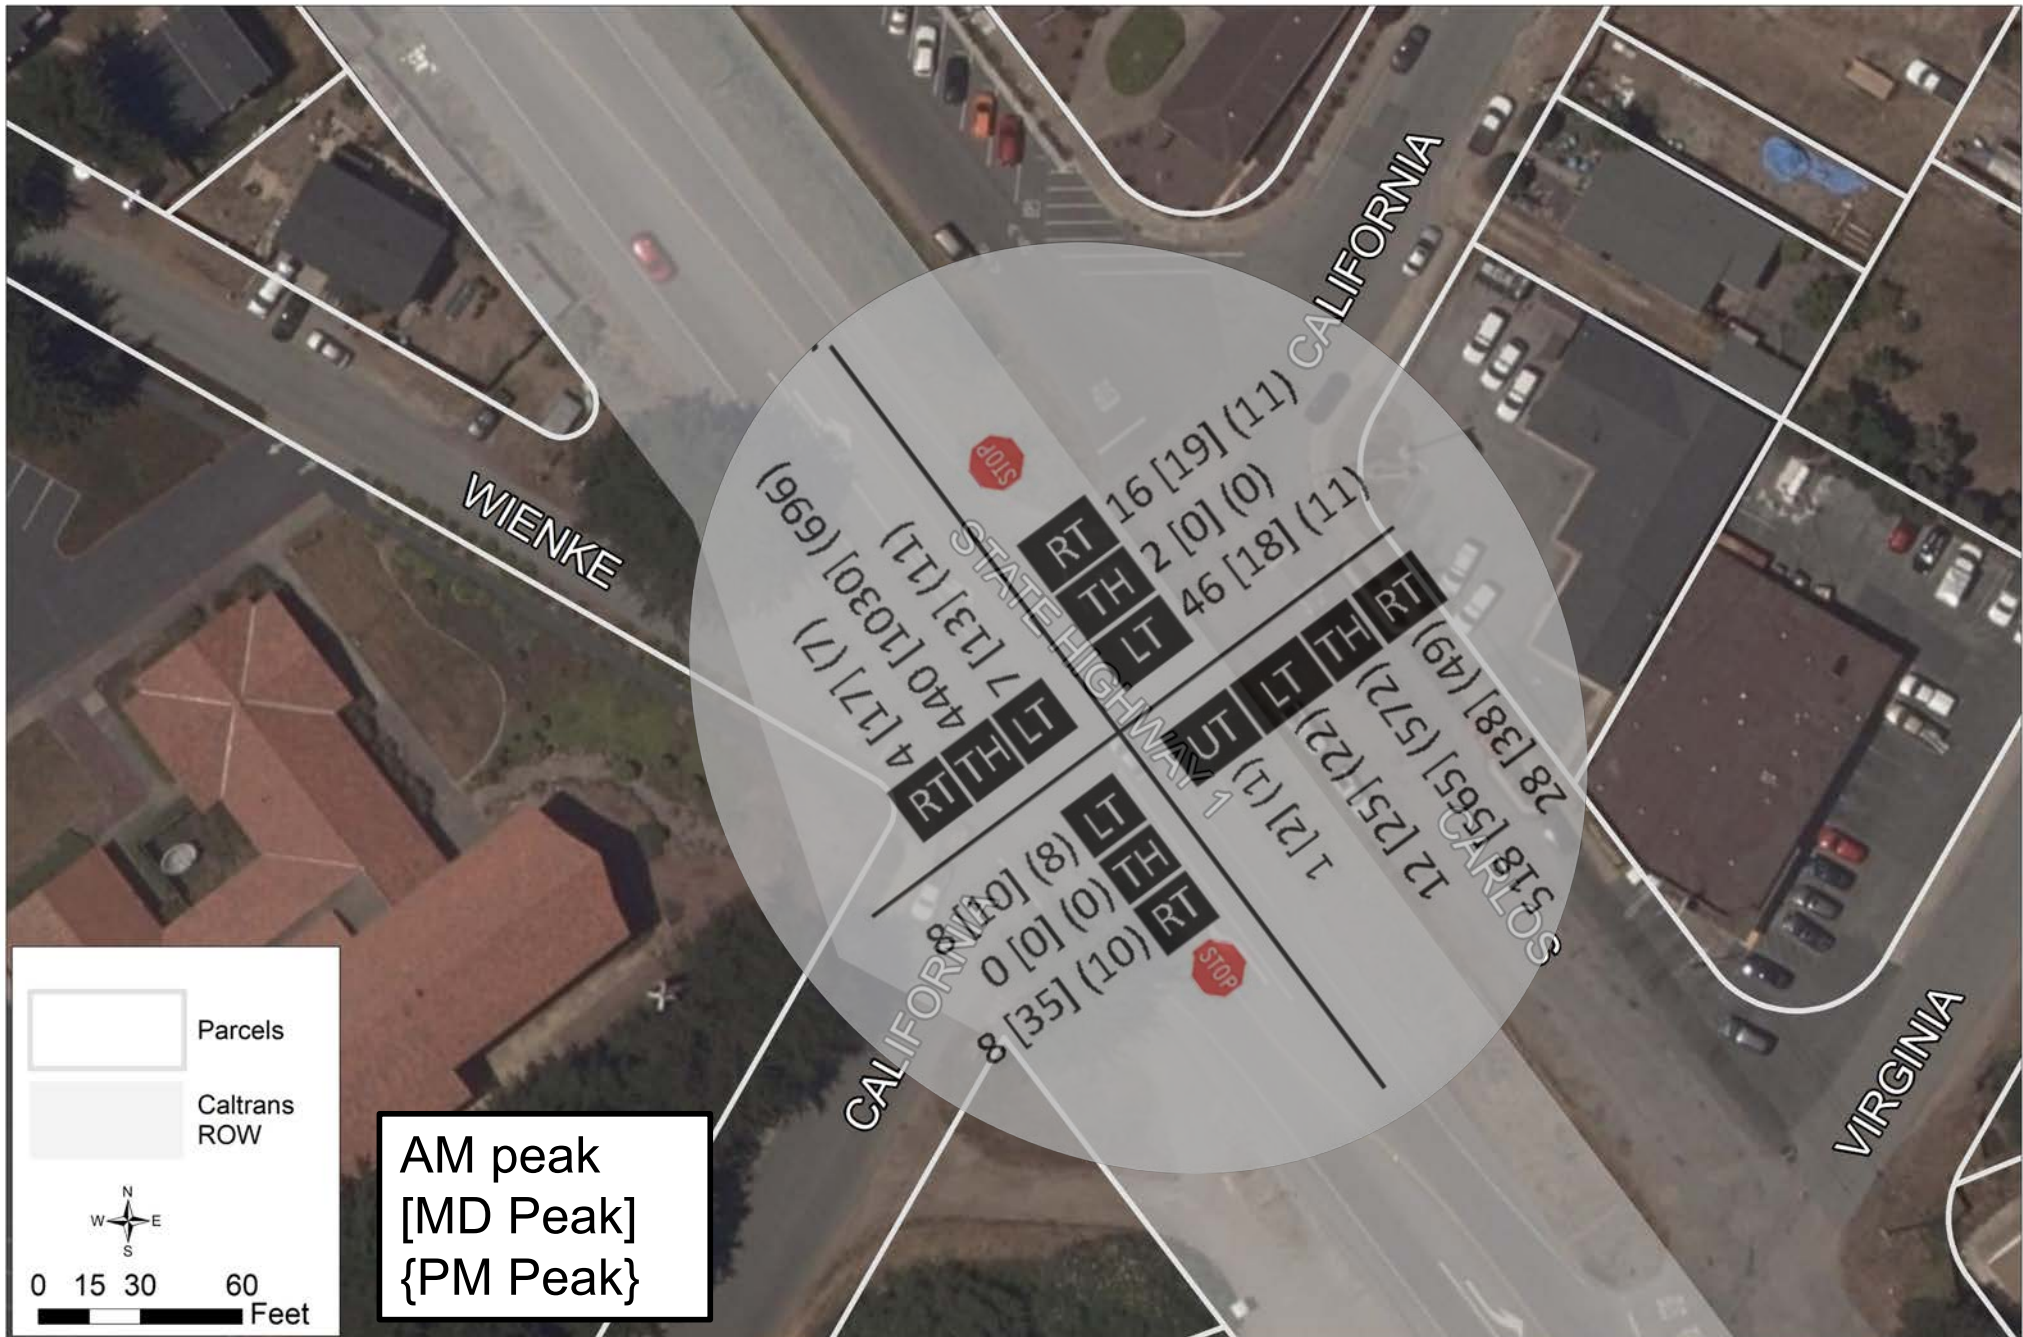 CALIFORNIA
WIENKE
STOP
RT 16 [19] (11)
TH 2 [0] (0)
LT 46 [18] (11)
STATE HIGHWAY 1
4 [17] (7) RT
440 [1030] (696) TH
7 [13] (11) LT
UT 1 [2] (1)
LT 12 [25] (22)
TH 518 [565] (572)
RT 28 [38] (49)
8 [10] (8) LT
0 [0] (0) TH
8 [35] (10) RT
STOP
CARLOS
CALIFORNIA
VIRGINIA
Parcels
Caltrans
ROW
N
W E
S
0 15 30 60
Feet
AM peak
[MD Peak]
{PM Peak}